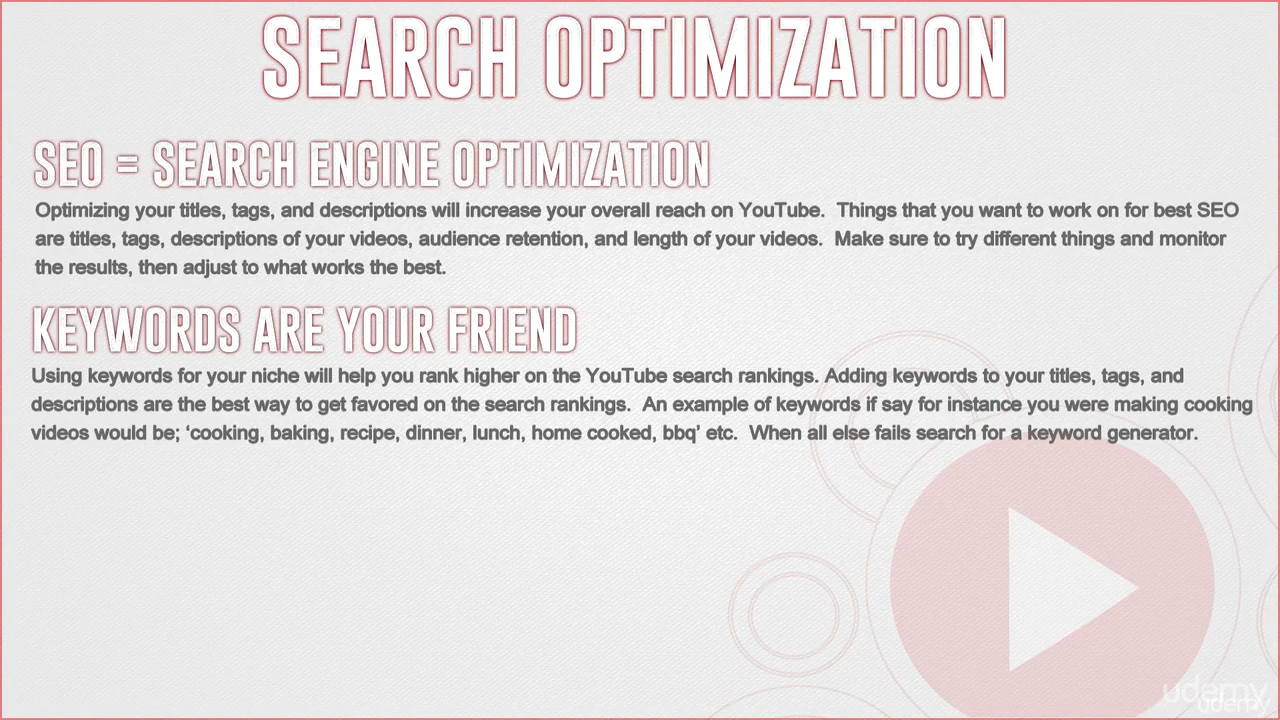 SEARCH OPTIMIZATION
SEO = SEARCH ENGINE OPTIMIZATION
Optimizing your titles, tags, and descriptions will increase your overall reach on YouTube.  Things that you want to work on for best SEO
are titles, tags, descriptions of your videos, audience retention, and length of your videos.  Make sure to try different things and monitor
the results, then adjust to what works the best.
KEYWORDS ARE YOUR FRIEND
Using keywords for your niche will help you rank higher on the YouTube search rankings. Adding keywords to your titles, tags, and
descriptions are the best way to get favored on the search rankings.  An example of keywords if say for instance you were making cooking
videos would be; ‘cooking, baking, recipe, dinner, lunch, home cooked, bbq’ etc.  When all else fails search for a keyword generator.
udemy
udemy